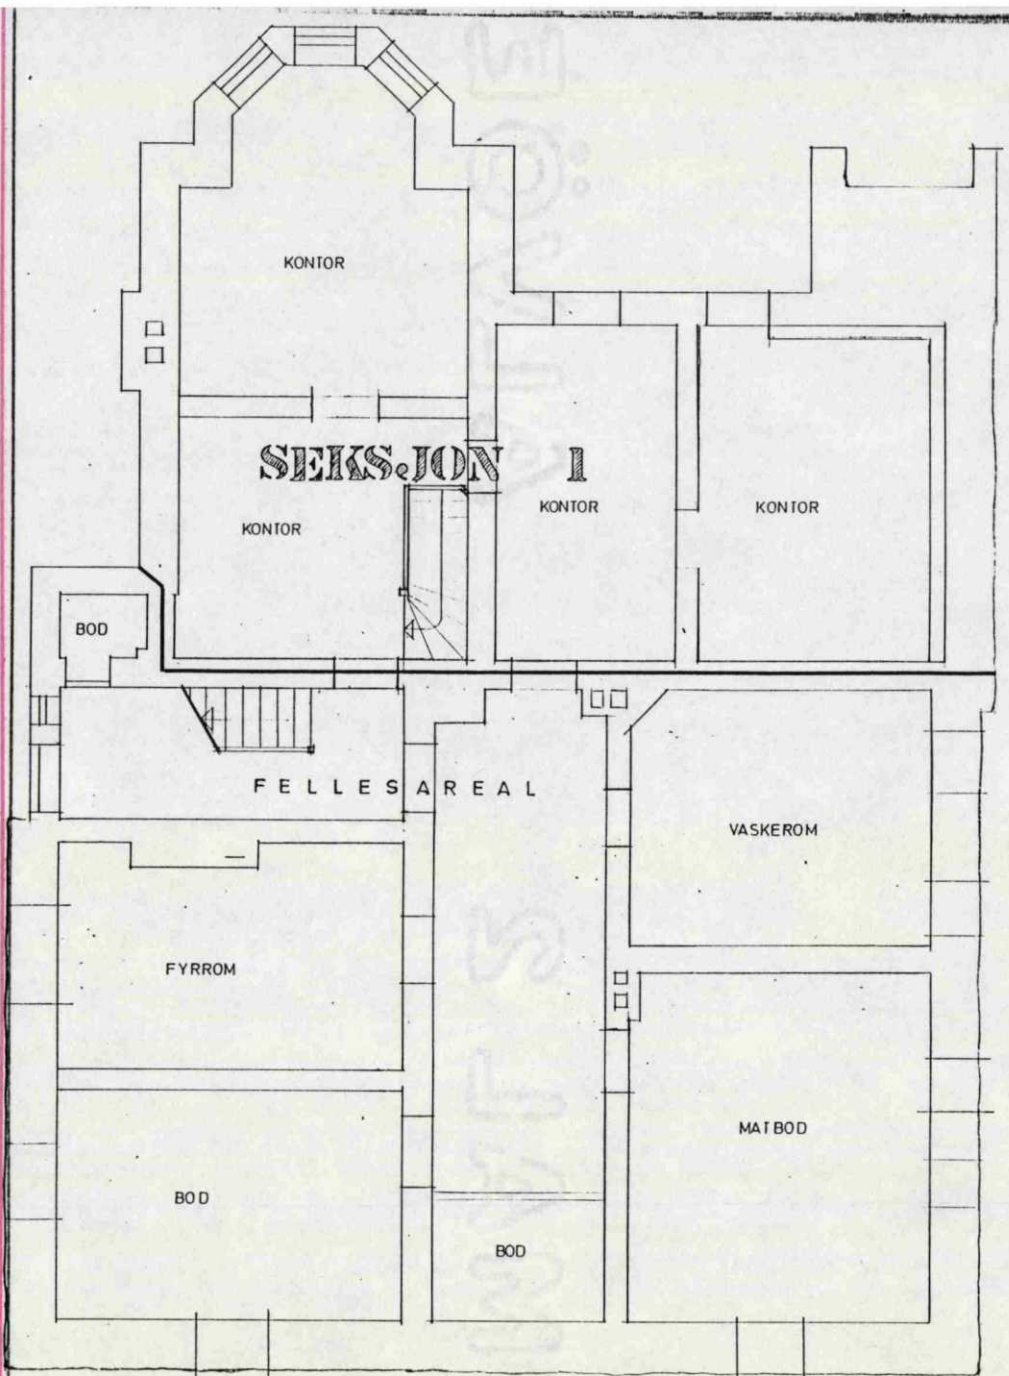 KONTOR
SEKSJON 1
KONTOR
KONTOR
KONTOR
BOD
FELLESAREAL
VASKEROM
FYRROM
MATBOD
BOD
BOD